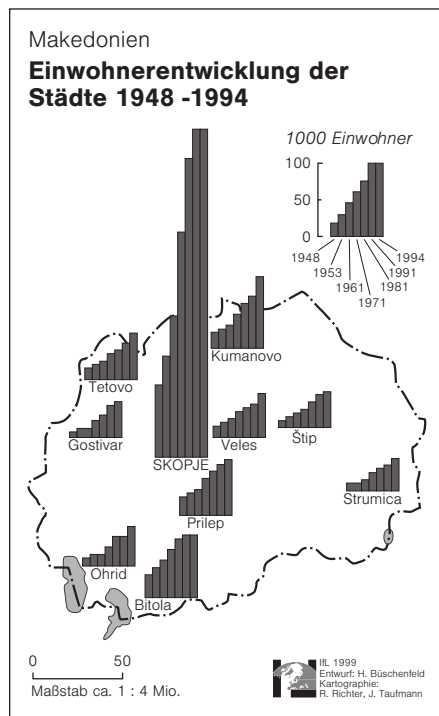 Makedonien
Einwohnerentwicklung der
Städte 1948 -1994
1000 Einwohner
100
50
0
1948
1953
1961
1971
1981
1991
1994
Kumanovo
Tetovo
Gostivar
SKOPJE
Veles
Štip
Strumica
Prilep
Ohrid
Bitola
0 50
Maßstab ca. 1 : 4 Mio.
IfL 1999
Entwurf: H. Büschenfeld
Kartographie:
R. Richter, J. Taufmann